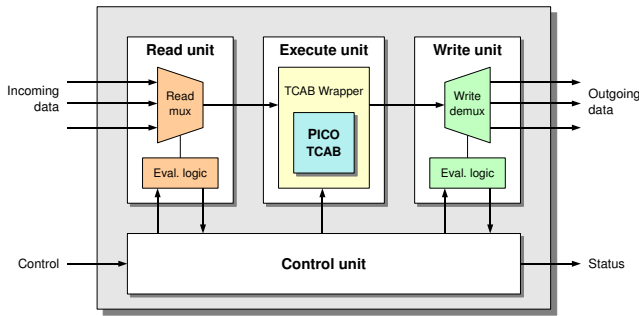 Read unit
Execute unit
Write unit
Incoming
data
Read
mux
TCAB Wrapper
PICO
TCAB
Write
demux
Outgoing
data
Eval. logic
Eval. logic
Control
Control unit
Status